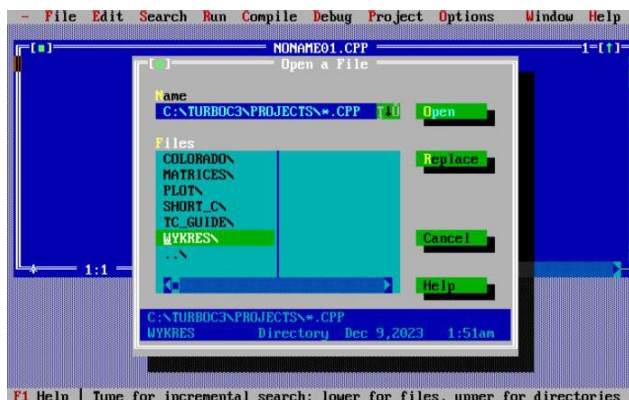 - File Edit Search Run Compile Debug Project Options Window Help
[■] NONAME01.CPP 1=[↑]
[■] Open a File
Name
C:\TURBOC3\PROJECTS\*.CPP [↓]
Open
Files
COLORADO\
Replace
MATRICES\
PLOT\
SHORT_C\
TC_GUIDE\
WYKRES\
Cancel
..\
1:1
Help
C:\TURBOC3\PROJECTS\*.CPP
WYKRES Directory Dec 9,2023 1:51am
F1 Help | Type for incremental search: lower for files, upper for directories